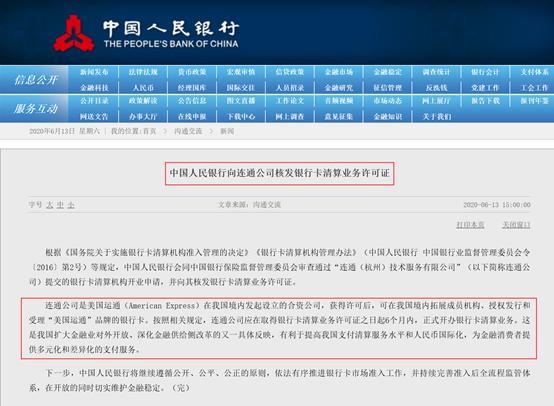 中国人民银行
THE PEOPLE'S BANK OF CHINA
信息公开 新闻发布 法律法规 货币政策 宏观审慎 信贷政策 金融市场 金融稳定 调查统计 银行会计 支付体系
金融科技 人民币 经理国库 国际交往 人员招录 金融研究 征信管理 反洗钱 党建工作 工会工作
服务互动 公开目录 政策解读 公告信息 图文直播 工作论文 音频视频 市场动态 网上展厅 报告下载 报刊年鉴
网送文告 办事大厅 在线申报 下载中心 网上调查 意见征集 金融知识 关于我们
2020年6月13日 星期六 | 我的位置:首页 > 沟通交流 > 新闻
中国人民银行向连通公司核发银行卡清算业务许可证
字号 大 中 小 文章来源：沟通交流 2020-06-13 15:00:00
打印本页 关闭窗口
根据《国务院关于实施银行卡清算机构准入管理的决定》《银行卡清算机构管理办法》（中国人民银行 中国银行业监督管理委员会令
〔2016〕第2号）等规定，中国人民银行会同中国银行保险监督管理委员会审查通过“连通（杭州）技术服务有限公司”（以下简称连通公
司）提交的银行卡清算机构开业申请，并向其核发银行卡清算业务许可证。
连通公司是美国运通（American Express）在我国境内发起设立的合资公司，获得许可后，可在我国境内拓展成员机构、授权发行和
受理“美国运通”品牌的银行卡。按照相关规定，连通公司应在取得银行卡清算业务许可证之日起6个月内，正式开办银行卡清算业务。这
是我国扩大金融业对外开放、深化金融供给侧改革的又一具体反映，有利于提高我国支付清算服务水平和人民币国际化，为金融消费者提
供多元化和差异化的支付服务。
下一步，中国人民银行将继续遵循公开、公平、公正的原则，依法有序推进银行卡市场准入工作，并持续完善准入后全流程监管体
系，在开放的同时切实维护金融稳定。（完）